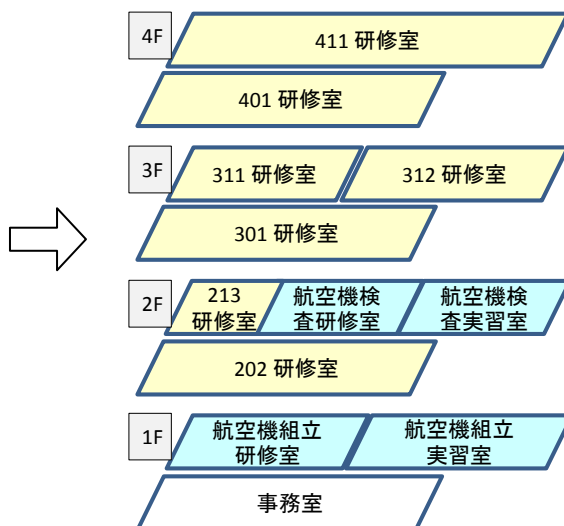 4F
411 研修室
401 研修室
3F
311 研修室
312 研修室
301 研修室
2F
213
研修室
航空機検
査研修室
航空機検
査実習室
202 研修室
1F
航空機組立
研修室
航空機組立
実習室
事務室